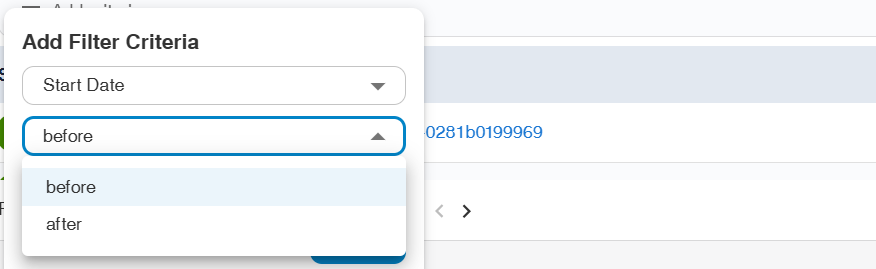 Add Filter Criteria
Start Date
before
0281b0199969
before
after